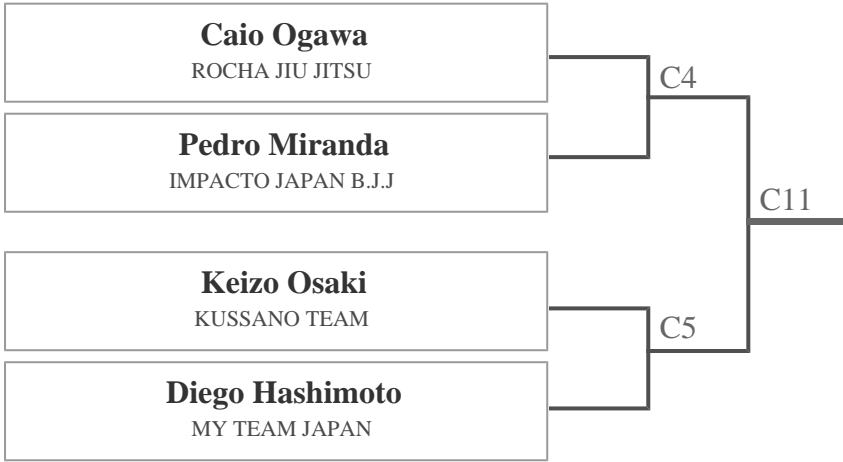 Caio Ogawa
ROCHA JIU JITSU
C4
Pedro Miranda
IMPACTO JAPAN B.J.J
C11
Keizo Osaki
KUSSANO TEAM
C5
Diego Hashimoto
MY TEAM JAPAN